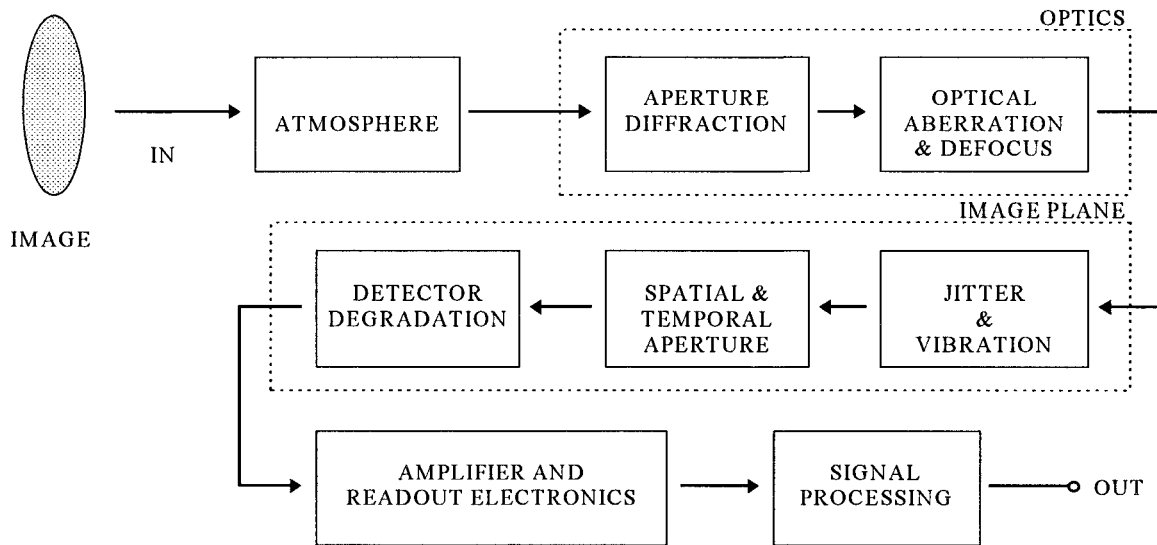 OPTICS
ATMOSPHERE
APERTURE
DIFFRACTION
OPTICAL
ABERRATION
& DEFOCUS
IN
IMAGE
IMAGE PLANE
DETECTOR
DEGRADATION
SPATIAL &
TEMPORAL
APERTURE
JITTER
&
VIBRATION
AMPLIFIER AND
READOUT ELECTRONICS
SIGNAL
PROCESSING
OUT